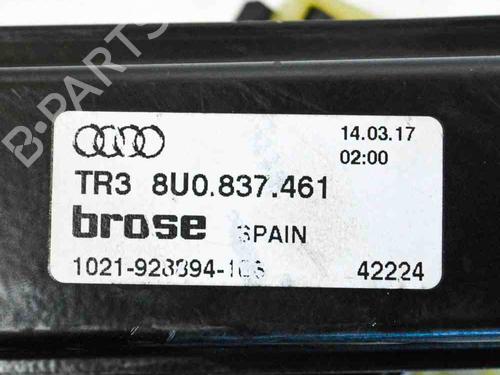 B-PARTS
14.03.17
02:00
TR3 8U0.837.461
brose SPAIN
42224